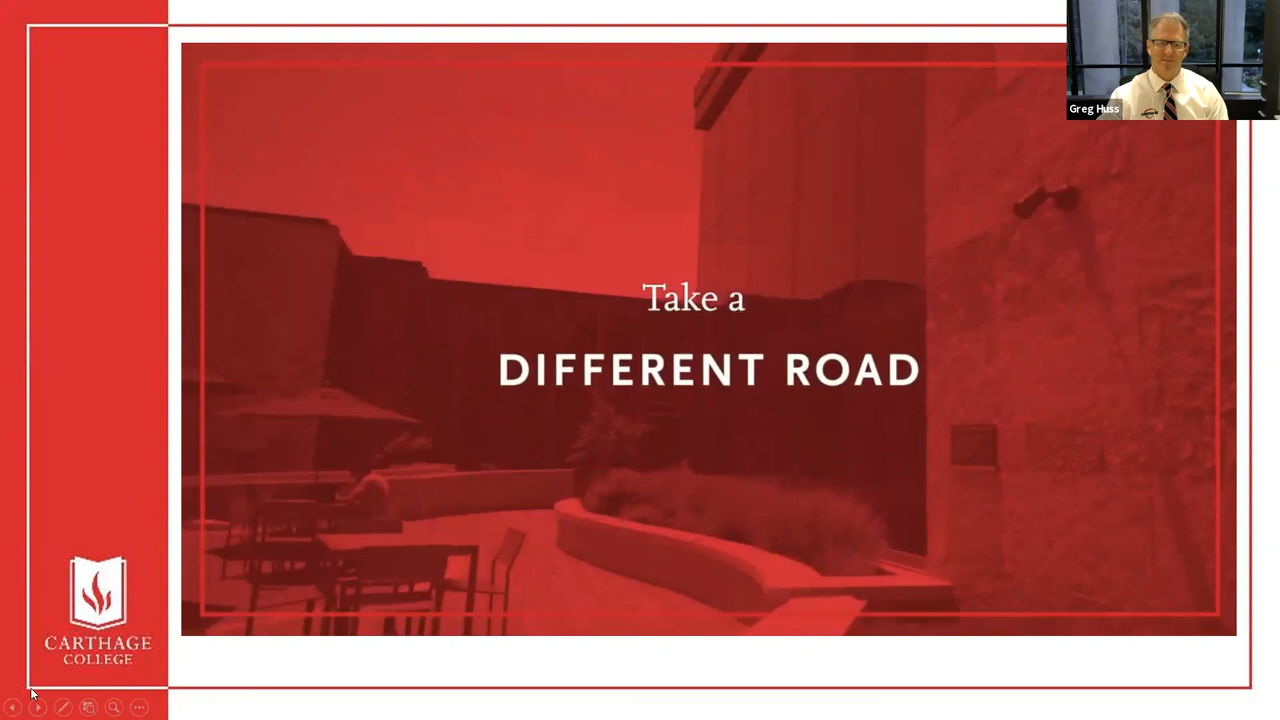 Greg Huss
Take a
DIFFERENT ROAD
CARTHAGE
COLLEGE